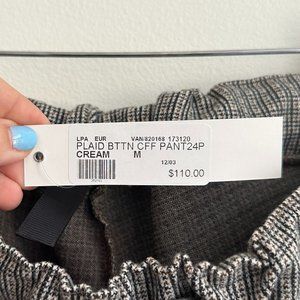 LPA EUR VAN/820168 173120
PLAID BTTN CFF PANT24P
CREAM M
12/03
$110.00